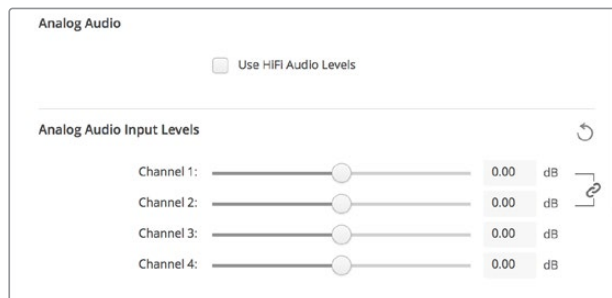 Analog Audio
Use HiFi Audio Levels
Analog Audio Input Levels
Channel 1: 0.00 dB
Channel 2: 0.00 dB
Channel 3: 0.00 dB
Channel 4: 0.00 dB